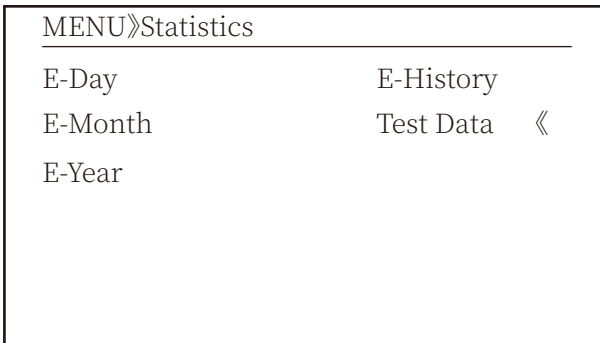 MENU》Statistics
E-Day E-History
E-Month Test Data 《
E-Year